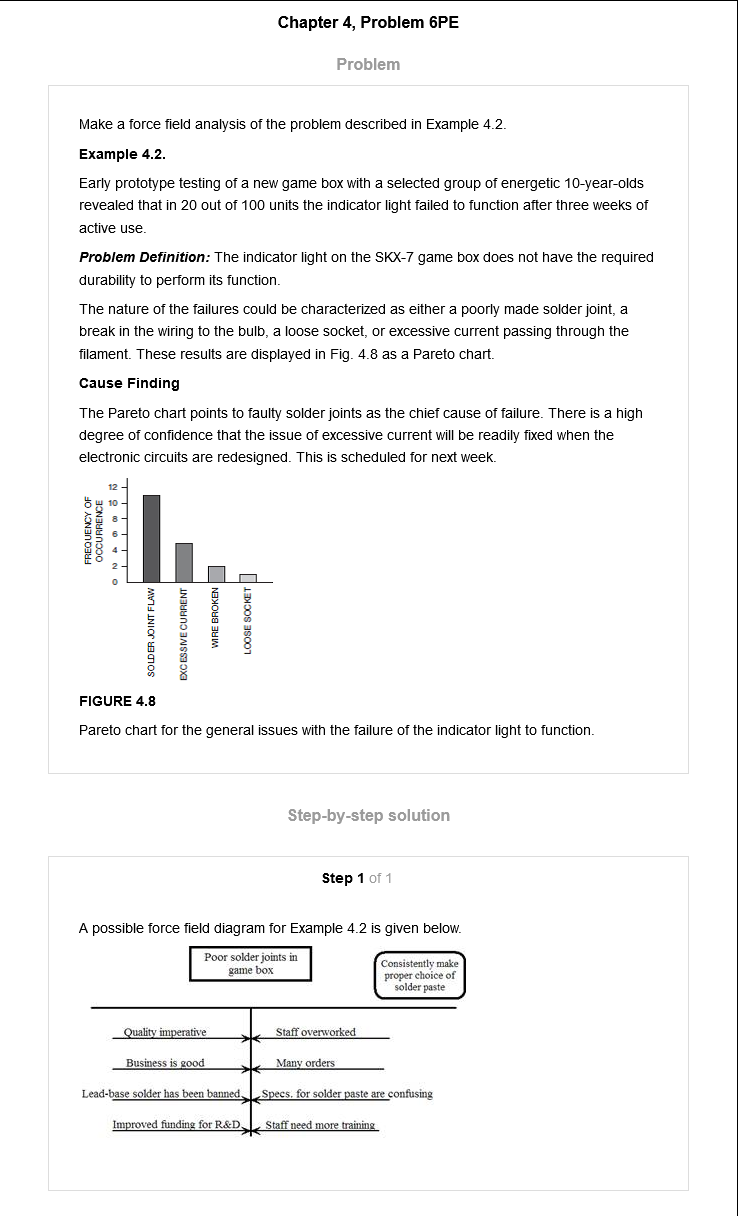 Chapter 4, Problem 6PE
Problem
Make a force field analysis of the problem described in Example 4.2.
Example 4.2.
Early prototype testing of a new game box with a selected group of energetic 10-year-olds
revealed that in 20 out of 100 units the indicator light failed to function after three weeks of
active use.
Problem Definition: The indicator light on the SKX-7 game box does not have the required
durability to perform its function.
The nature of the failures could be characterized as either a poorly made solder joint, a
break in the wiring to the bulb, a loose socket, or excessive current passing through the
filament. These results are displayed in Fig. 4.8 as a Pareto chart.
Cause Finding
The Pareto chart points to faulty solder joints as the chief cause of failure. There is a high
degree of confidence that the issue of excessive current will be readily fixed when the
electronic circuits are redesigned. This is scheduled for next week.
FREQUENCY OF
OCCURRENCE
12
10
8
6
4
2
0
SOLDER JOINT FLAW
EXCESSIVE CURRENT
WIRE BROKEN
LOOSE SOCKET
FIGURE 4.8
Pareto chart for the general issues with the failure of the indicator light to function.
Step-by-step solution
Step 1 of 1
A possible force field diagram for Example 4.2 is given below.
Poor solder joints in
game box
Consistently make
proper choice of
solder paste
Quality imperative
Staff overworked
Business is good
Many orders
Lead-base solder has been banned
Specs. for solder paste are confusing
Improved funding for R&D
Staff need more training